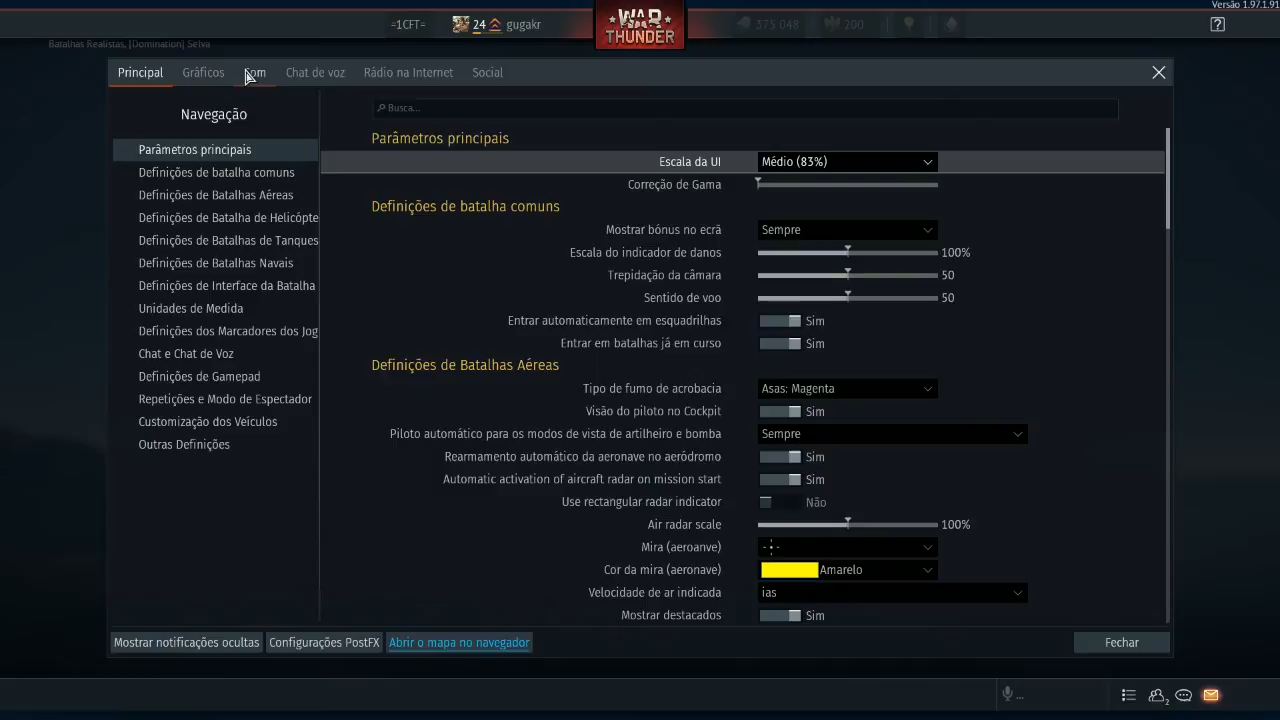 Versão 1.97.1.91
=1CFT= 24 gugakr
WAR THUNDER
375 048 200
Batalhas Realistas, [Domination] Selva
Principal Gráficos Som Chat de voz Rádio na Internet Social
Navegação
Parâmetros principais
Definições de batalha comuns
Definições de Batalhas Aéreas
Definições de Batalha de Helicópte
Definições de Batalhas de Tanques
Definições de Batalhas Navais
Definições de Interface da Batalha
Unidades de Medida
Definições dos Marcadores dos Jog
Chat e Chat de Voz
Definições de Gamepad
Repetições e Modo de Espectador
Customização dos Veículos
Outras Definições
Busca...
Parâmetros principais
Escala da UI Médio (83%)
Correção de Gama
Definições de batalha comuns
Mostrar bónus no ecrã Sempre
Escala do indicador de danos 100%
Trepidação da câmara 50
Sentido de voo 50
Entrar automaticamente em esquadrilhas Sim
Entrar em batalhas já em curso Sim
Definições de Batalhas Aéreas
Tipo de fumo de acrobacia Asas: Magenta
Visão do piloto no Cockpit Sim
Piloto automático para os modos de vista de artilheiro e bomba Sempre
Rearmamento automático da aeronave no aeródromo Sim
Automatic activation of aircraft radar on mission start Sim
Use rectangular radar indicator Não
Air radar scale 100%
Mira (aeroanve)
Cor da mira (aeronave) Amarelo
Velocidade de ar indicada ias
Mostrar destacados Sim
Mostrar notificações ocultas Configurações PostFX Abrir o mapa no navegador Fechar
... 2